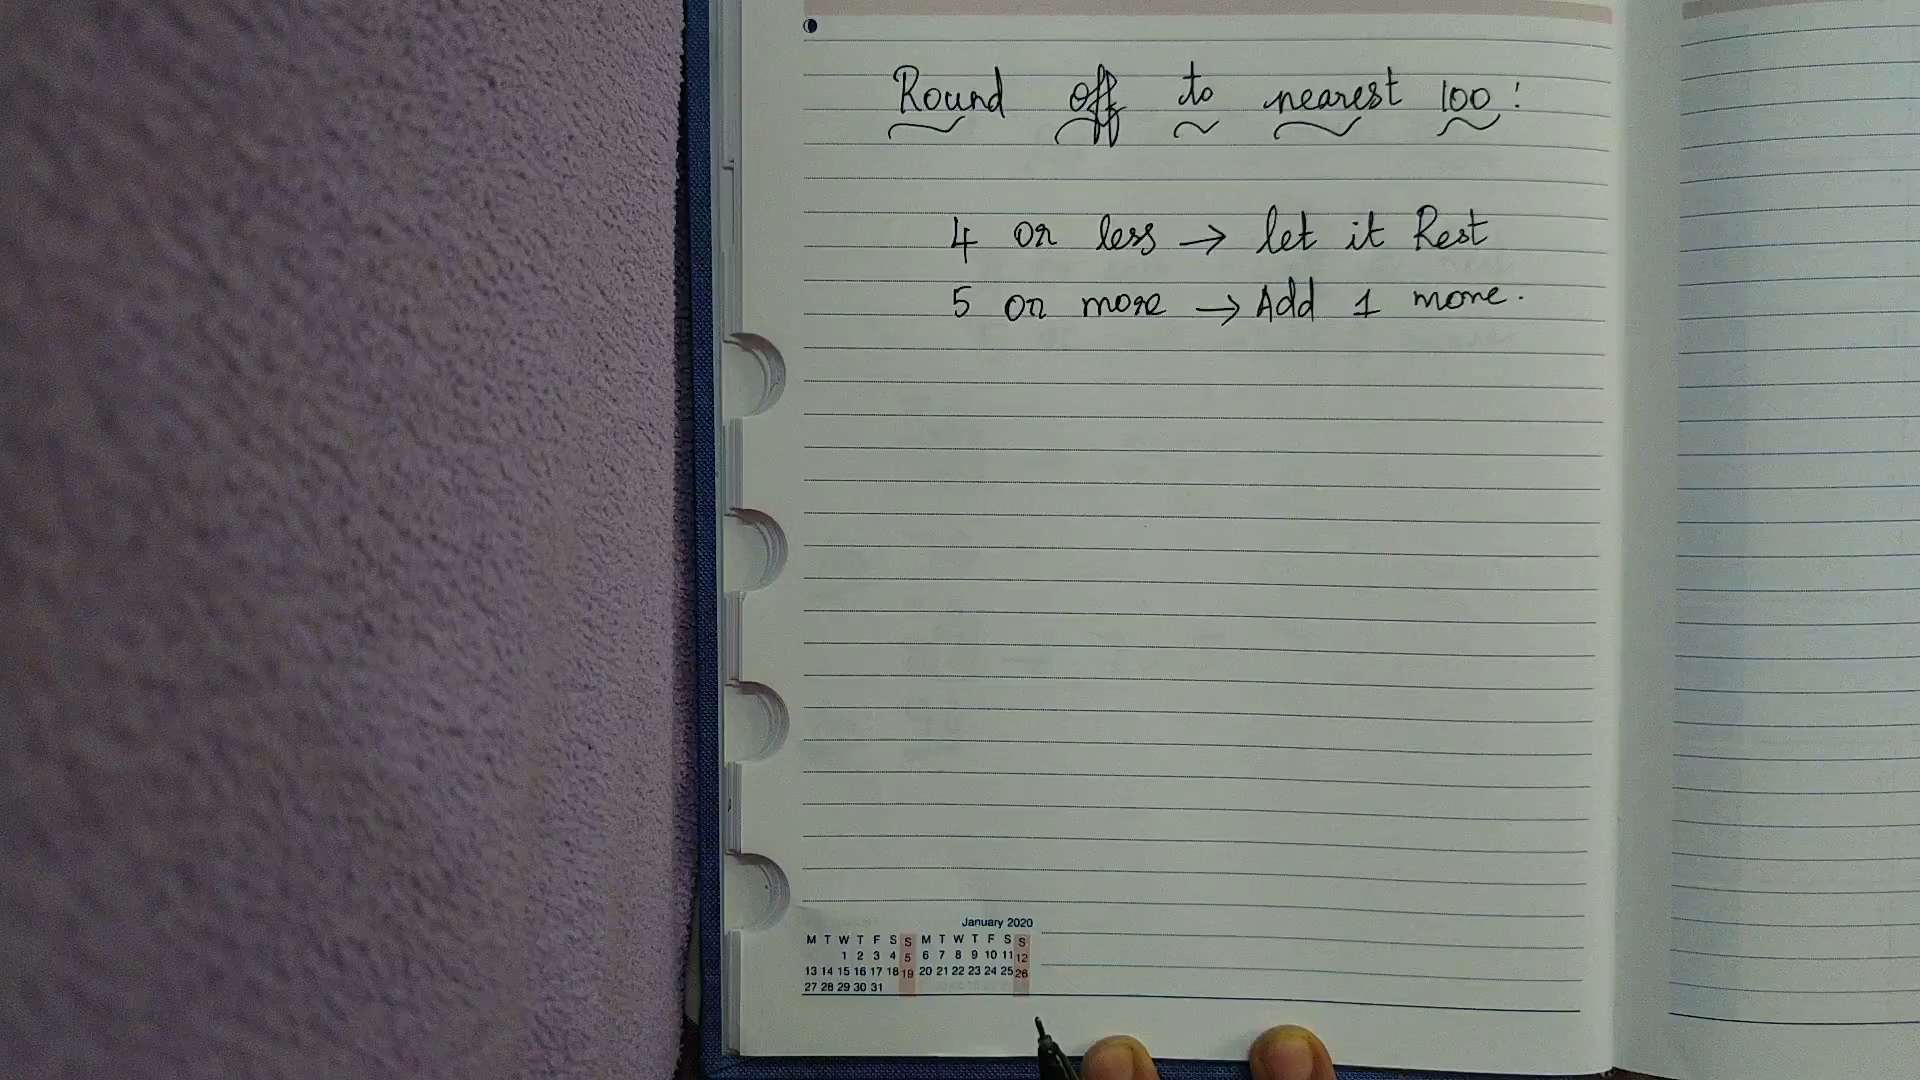 Round off to nearest 100 :
4 or less → let it Rest
5 or more → Add 1 more.
January 2020
M T W T F S S M T W T F S S
1 2 3 4 5 6 7 8 9 10 11 12
13 14 15 16 17 18 19 20 21 22 23 24 25 26
27 28 29 30 31